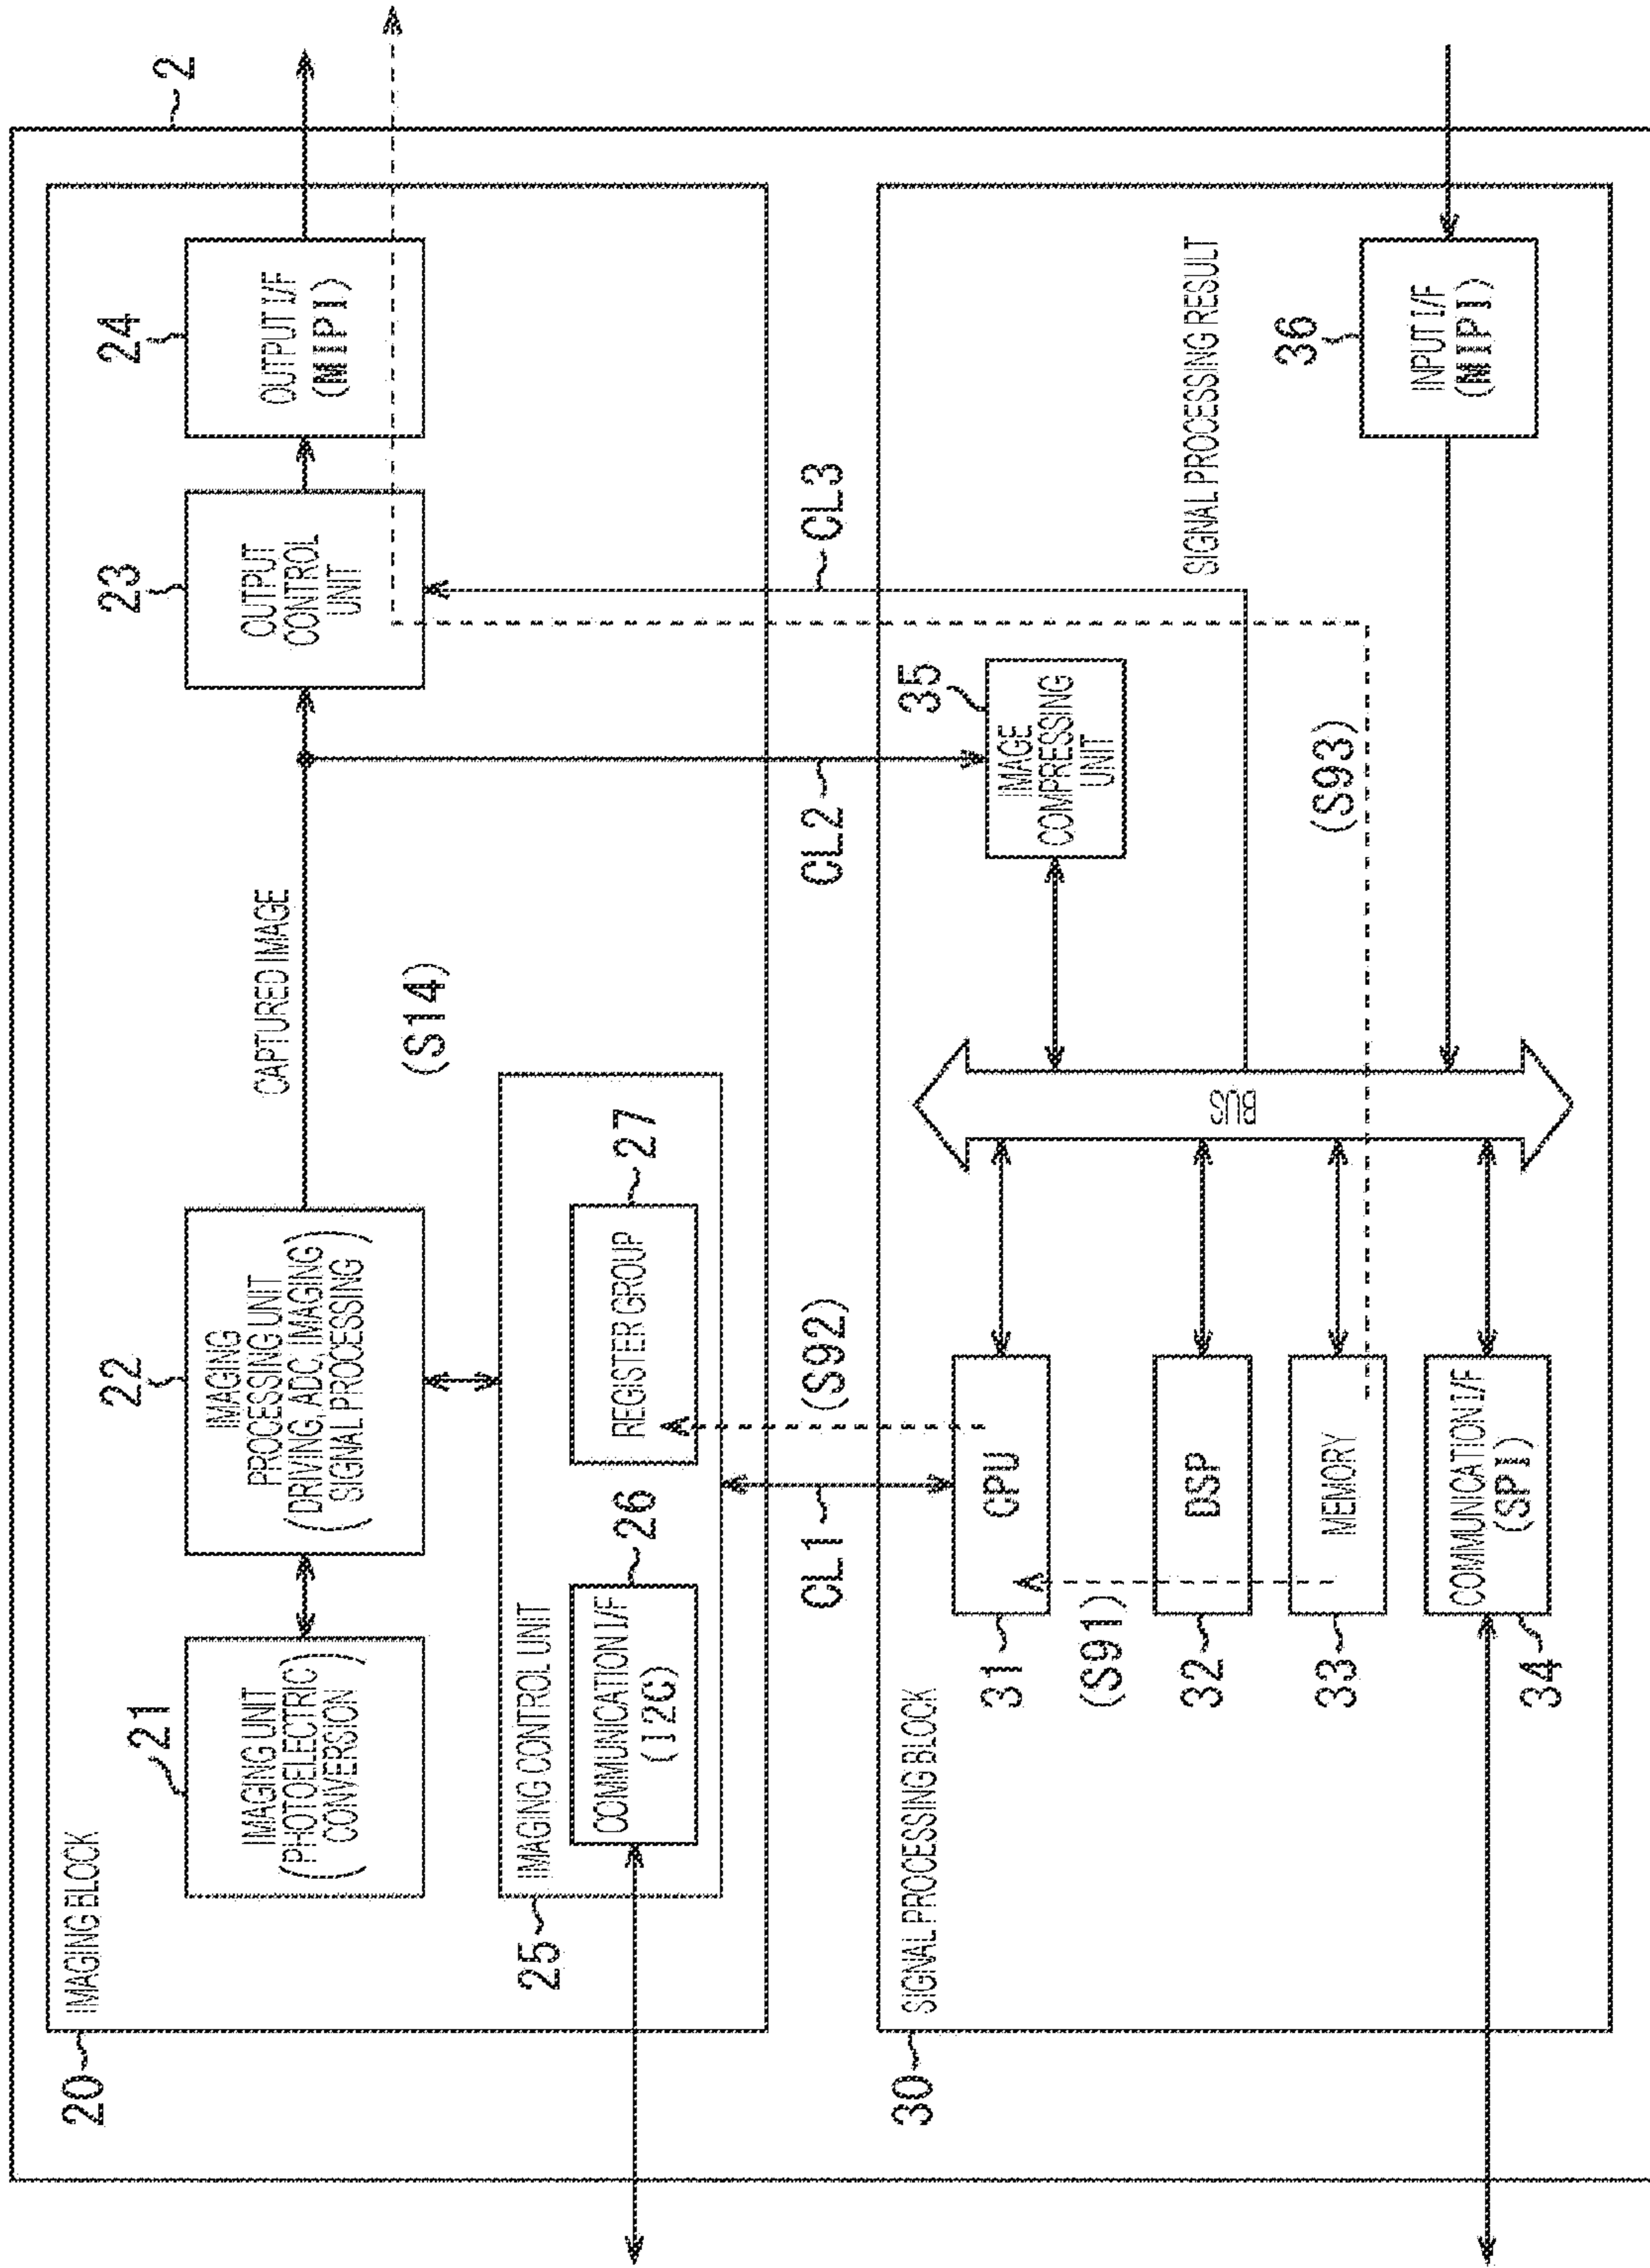 2
20
IMAGING BLOCK
21
IMAGING UNIT
(PHOTOELECTRIC
CONVERSION)
22
IMAGING
PROCESSING UNIT
(DRIVING, ADC, IMAGING
SIGNAL PROCESSING)
CAPTURED IMAGE
23
OUTPUT
CONTROL
UNIT
24
OUTPUT I/F
(MIPI)
(S14)
25
IMAGING CONTROL UNIT
26
COMMUNICATION I/F
(I2C)
27
REGISTER GROUP
CL1
(S92)
CL2
CL3
30
SIGNAL PROCESSING BLOCK
31
CPU
(S91)
32
DSP
33
MEMORY
34
COMMUNICATION I/F
(SPI)
BUS
35
IMAGE
COMPRESSING
UNIT
(S93)
SIGNAL PROCESSING RESULT
36
INPUT I/F
(MIPI)